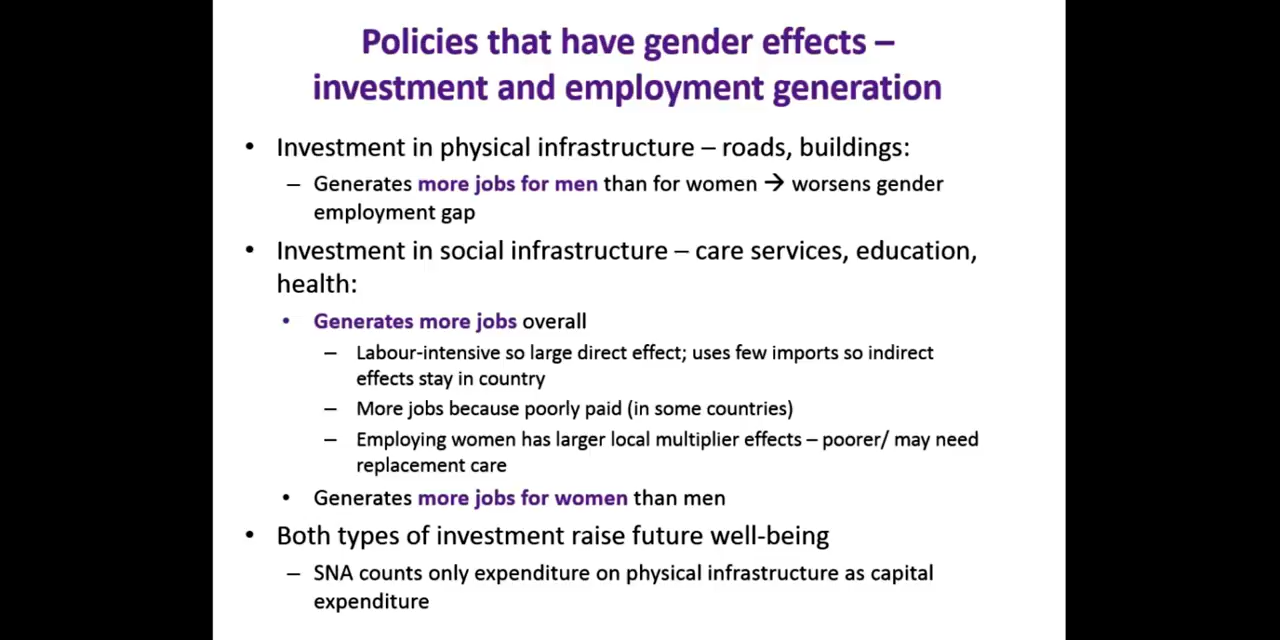 Policies that have gender effects –
investment and employment generation
• Investment in physical infrastructure – roads, buildings:
– Generates more jobs for men than for women → worsens gender
employment gap
• Investment in social infrastructure – care services, education,
health:
• Generates more jobs overall
– Labour-intensive so large direct effect; uses few imports so indirect
effects stay in country
– More jobs because poorly paid (in some countries)
– Employing women has larger local multiplier effects – poorer/ may need
replacement care
• Generates more jobs for women than men
• Both types of investment raise future well-being
– SNA counts only expenditure on physical infrastructure as capital
expenditure